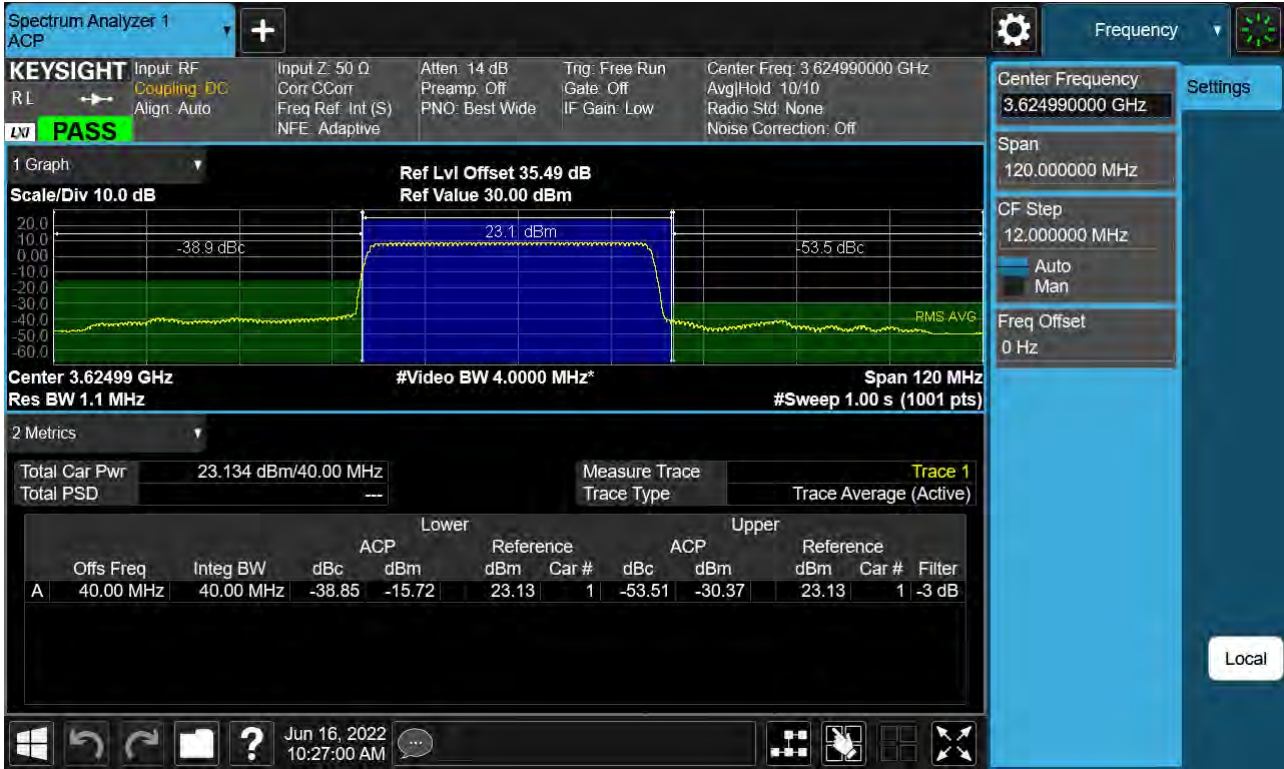 Spectrum Analyzer 1
ACP
+
Frequency
KEYSIGHT
R L
LXI
PASS
Input: RF
Coupling: DC
Align: Auto
Input Z: 50 Ω
Corr CCorr
Freq Ref: Int (S)
NFE: Adaptive
Atten: 14 dB
Preamp: Off
PNO: Best Wide
Trig: Free Run
Gate: Off
IF Gain: Low
Center Freq: 3.624990000 GHz
Avg|Hold: 10/10
Radio Std: None
Noise Correction: Off
Center Frequency
3.624990000 GHz
Settings
Span
120.000000 MHz
CF Step
12.000000 MHz
Auto
Man
Freq Offset
0 Hz
Local
1 Graph
Scale/Div 10.0 dB
Ref Lvl Offset 35.49 dB
Ref Value 30.00 dBm
20.0
10.0
0.00
-10.0
-20.0
-30.0
-40.0
-50.0
-60.0
-38.9 dBc
23.1 dBm
-53.5 dBc
RMS AVG
Center 3.62499 GHz
#Video BW 4.0000 MHz*
Span 120 MHz
Res BW 1.1 MHz
#Sweep 1.00 s (1001 pts)
2 Metrics
Total Car Pwr 23.134 dBm/40.00 MHz
Total PSD ---
Measure Trace Trace 1
Trace Type Trace Average (Active)
Lower Upper
ACP Reference ACP Reference
Offs Freq Integ BW dBc dBm dBm Car # dBc dBm dBm Car # Filter
A 40.00 MHz 40.00 MHz -38.85 -15.72 23.13 1 -53.51 -30.37 23.13 1 -3 dB
?
Jun 16, 2022
10:27:00 AM